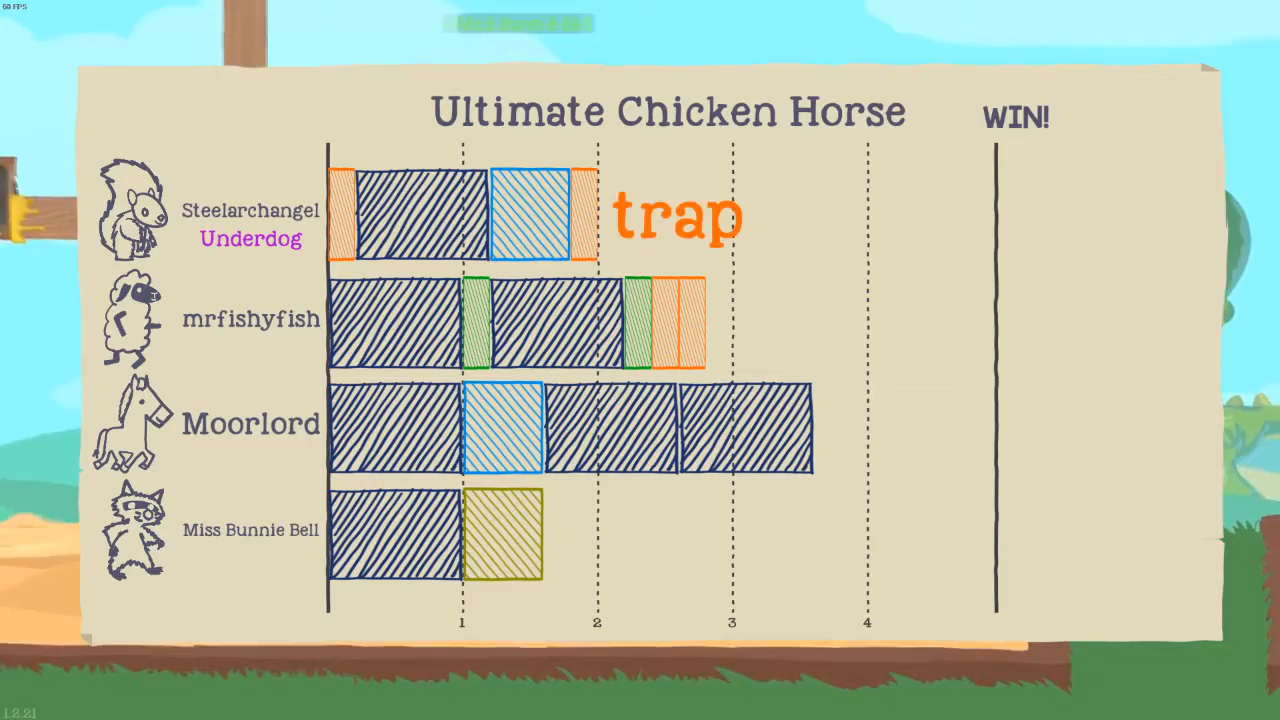 60 FPS
Ultimate Chicken Horse
WIN!
Steelarchangel
Underdog
trap
mrfishyfish
Moorlord
Miss Bunnie Bell
1 2 3 4
1.2.21